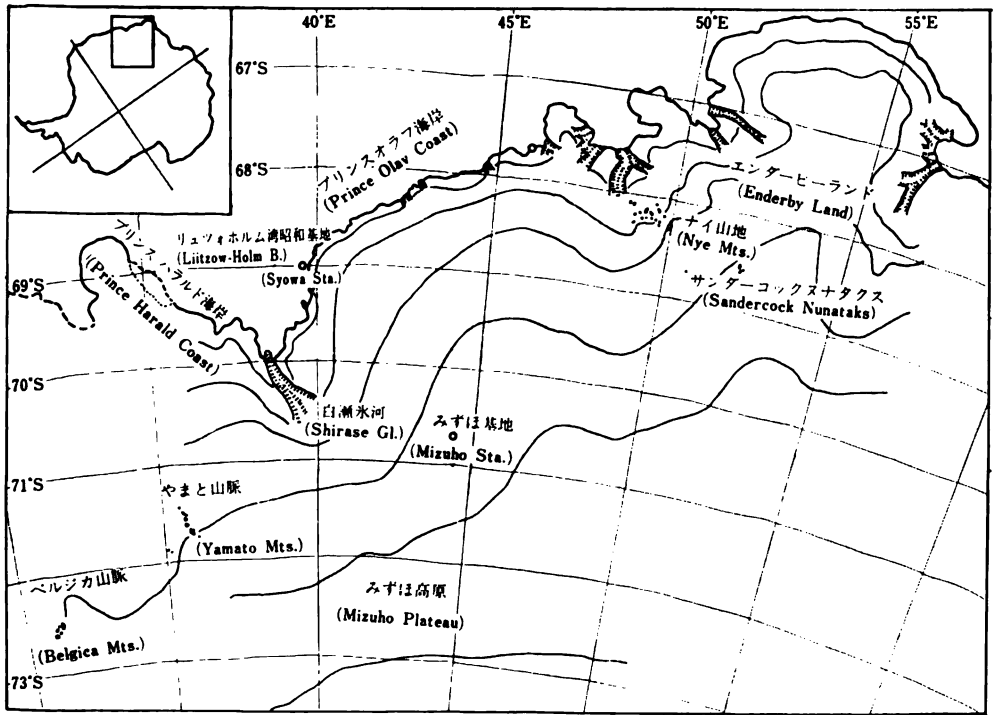 40°E
45°E
50°E
55°E
67°S
プリンスオラフ海岸
(Prince Olav Coast)
68°S
エンダービーランド
(Enderby Land)
ナイ山地
(Nye Mts.)
サンダーコックヌナタクス
(Sandercock Nunataks)
リュツォホルム湾昭和基地
(Liitzow-Holm B.)
(Syowa Sta.)
プリンスハラルド海岸
(Prince Harald Coast)
69°S
70°S
白瀬氷河
(Shirase Gl.)
みずほ基地
(Mizuho Sta.)
71°S
やまと山脈
(Yamato Mts.)
ベルジカ山脈
(Belgica Mts.)
みずほ高原
(Mizuho Plateau)
73°S